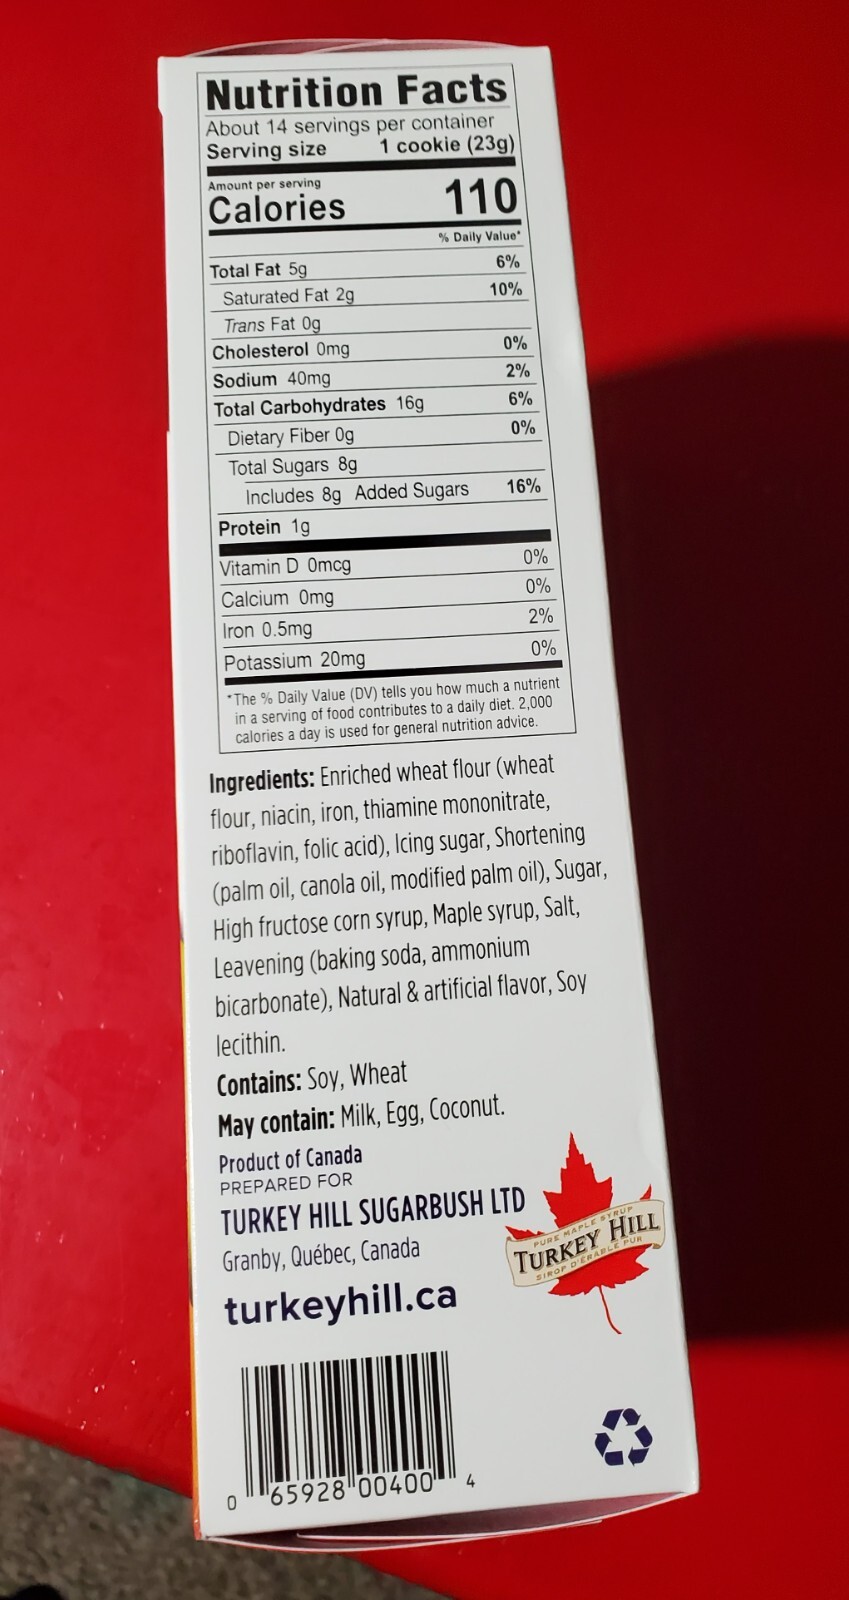 Nutrition Facts
About 14 servings per container
Serving size 1 cookie (23g)
Amount per serving
Calories 110
% Daily Value*
Total Fat 5g 6%
Saturated Fat 2g 10%
Trans Fat 0g
Cholesterol 0mg 0%
Sodium 40mg 2%
Total Carbohydrates 16g 6%
Dietary Fiber 0g 0%
Total Sugars 8g
Includes 8g Added Sugars 16%
Protein 1g
Vitamin D 0mcg 0%
Calcium 0mg 0%
Iron 0.5mg 2%
Potassium 20mg 0%
*The % Daily Value (DV) tells you how much a nutrient
in a serving of food contributes to a daily diet. 2,000
calories a day is used for general nutrition advice.
Ingredients: Enriched wheat flour (wheat
flour, niacin, iron, thiamine mononitrate,
riboflavin, folic acid), Icing sugar, Shortening
(palm oil, canola oil, modified palm oil), Sugar,
High fructose corn syrup, Maple syrup, Salt,
Leavening (baking soda, ammonium
bicarbonate), Natural & artificial flavor, Soy
lecithin.
Contains: Soy, Wheat
May contain: Milk, Egg, Coconut.
Product of Canada
PREPARED FOR
TURKEY HILL SUGARBUSH LTD
Granby, Québec, Canada
turkeyhill.ca
PURE MAPLE SYRUP
TURKEY HILL
SIROP D'ÉRABLE PUR
0 65928 00400 4